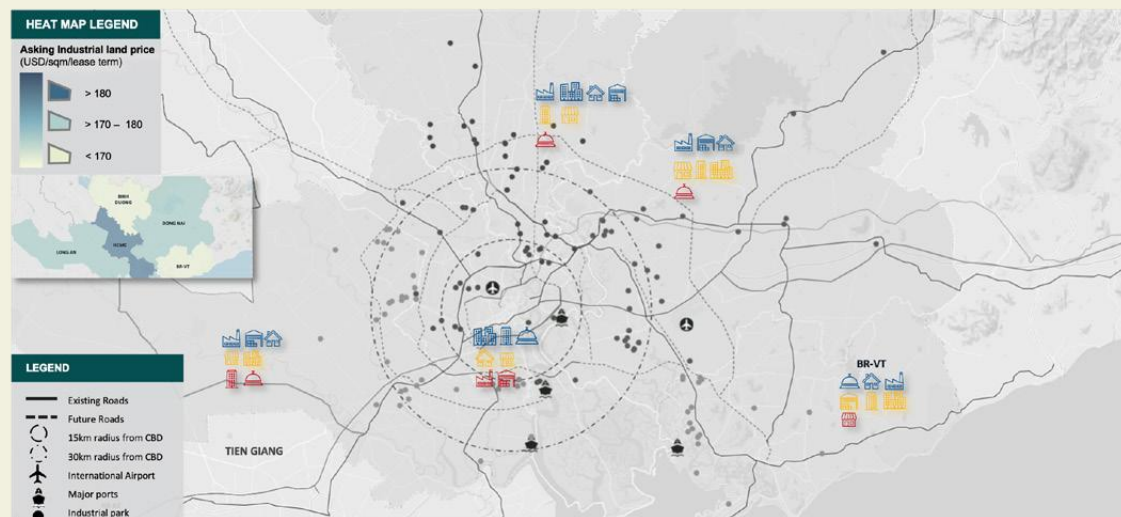 HEAT MAP LEGEND
Asking Industrial land price
(USD/sqm/lease term)
> 180
> 170 – 180
< 170
BINH
DUONG
DONG NAI
HCMC
LONG AN
BR-VT
BR-VT
LEGEND
Existing Roads
Future Roads
15km radius from CBD
30km radius from CBD
International Airport
Major ports
Industrial park
TIEN GIANG